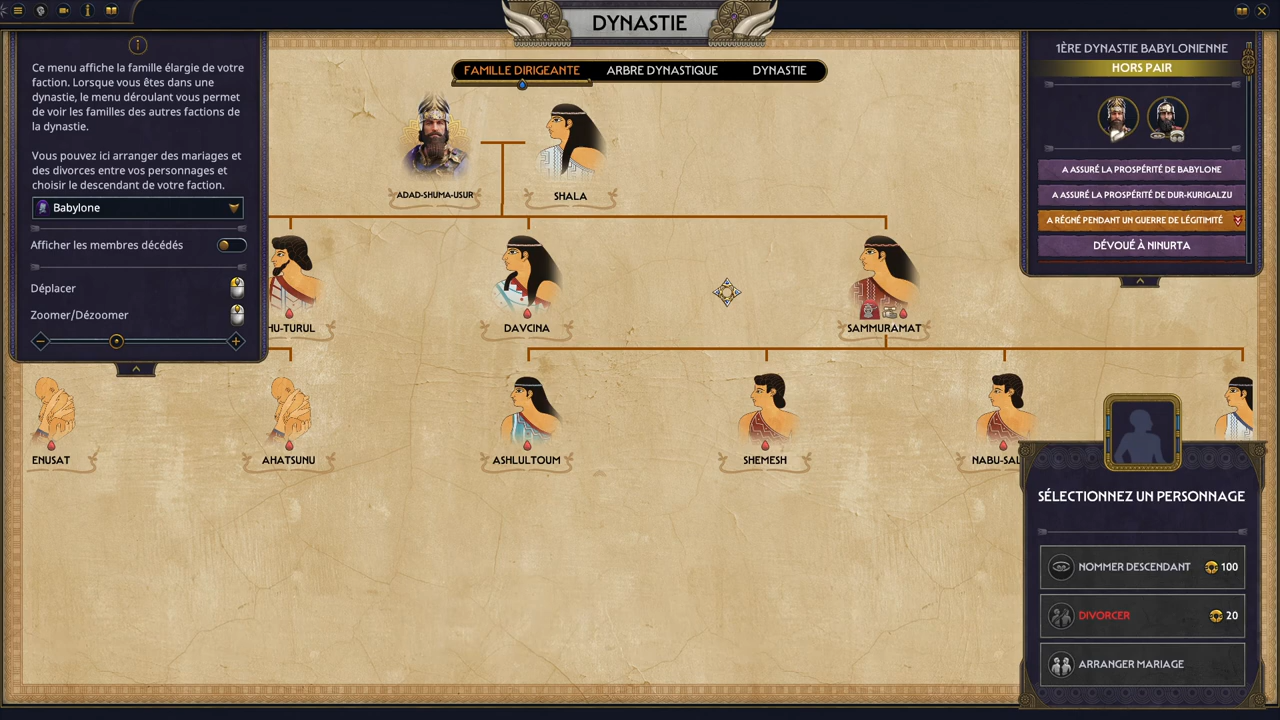 DYNASTIE
Ce menu affiche la famille élargie de votre
faction. Lorsque vous êtes dans une
dynastie, le menu déroulant vous permet
de voir les familles des autres factions de
la dynastie.
Vous pouvez ici arranger des mariages et
des divorces entre vos personnages et
choisir le descendant de votre faction.
Babylone
Afficher les membres décédés
Déplacer
Zoomer/Dézoomer
FAMILLE DIRIGEANTE
ARBRE DYNASTIQUE
DYNASTIE
ADAD-SHUMA-USUR
SHALA
HU-TURUL
DAVCINA
SAMMURAMAT
ENUSAT
AHATSUNU
ASHLULTOUM
SHEMESH
NABU-SAL
1ÈRE DYNASTIE BABYLONIENNE
HORS PAIR
A ASSURÉ LA PROSPÉRITÉ DE BABYLONE
A ASSURÉ LA PROSPÉRITÉ DE DUR-KURIGALZU
A RÉGNÉ PENDANT UN GUERRE DE LÉGITIMITÉ
DÉVOUÉ À NINURTA
SÉLECTIONNEZ UN PERSONNAGE
NOMMER DESCENDANT 100
DIVORCER 20
ARRANGER MARIAGE